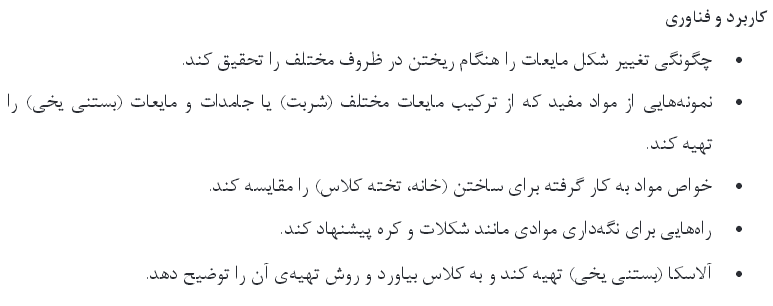 کاربرد و فناوری
• چگونگی تغییر شکل مایعات را هنگام ریختن در ظروف مختلف را تحقیق کند.
• نمونه‌هایی از مواد مفید که از ترکیب مایعات مختلف (شربت) یا جامدات و مایعات (بستنی یخی) را
تهیه کند.
• خواص مواد به کار گرفته برای ساختن (خانه، تخته کلاس) را مقایسه کند.
• راه‌هایی برای نگه‌داری موادی مانند شکلات و کره پیشنهاد کند.
• آلاسکا (بستنی یخی) تهیه کند و به کلاس بیاورد و روش تهیه‌ی آن را توضیح دهد.